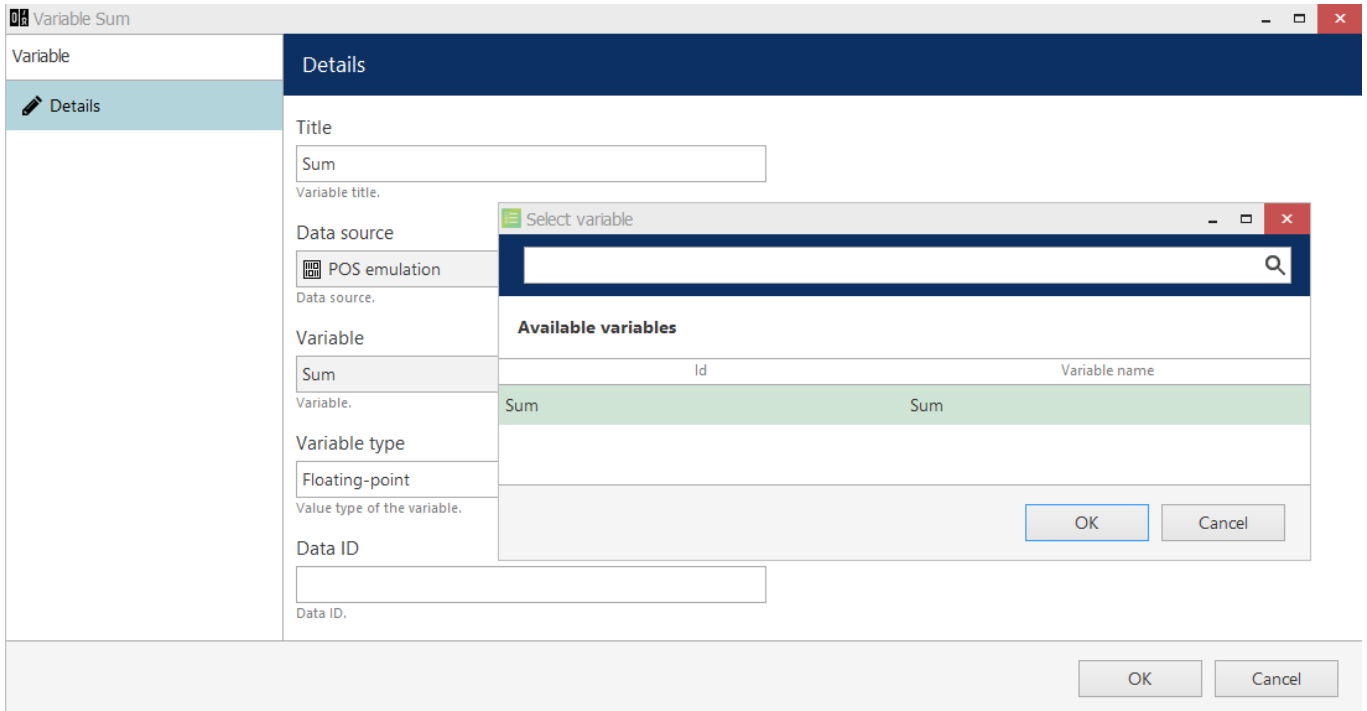 Variable Sum
Variable
Details
Details
Title
Sum
Variable title.
Data source
POS emulation
Data source.
Variable
Sum
Variable.
Variable type
Floating-point
Value type of the variable.
Data ID
Data ID.
Select variable
Available variables
Id Variable name
Sum Sum
OK Cancel
OK Cancel